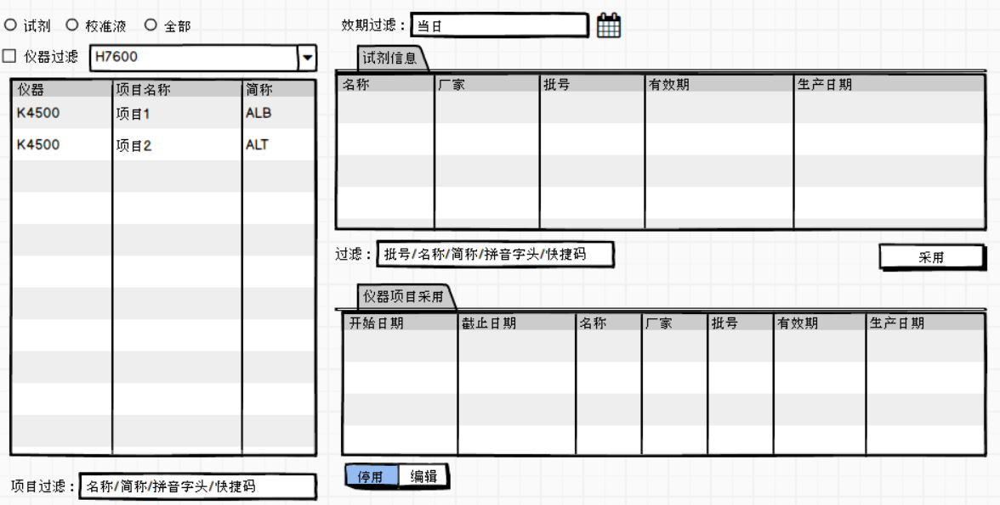 试剂 校准液 全部
仪器过滤 H7600
仪器 项目名称 简称
K4500 项目1 ALB
K4500 项目2 ALT
项目过滤： 名称/简称/拼音字头/快捷码
效期过滤： 当日
试剂信息
名称 厂家 批号 有效期 生产日期
过滤： 批号/名称/简称/拼音字头/快捷码
采用
仪器项目采用
开始日期 截止日期 名称 厂家 批号 有效期 生产日期
停用 编辑